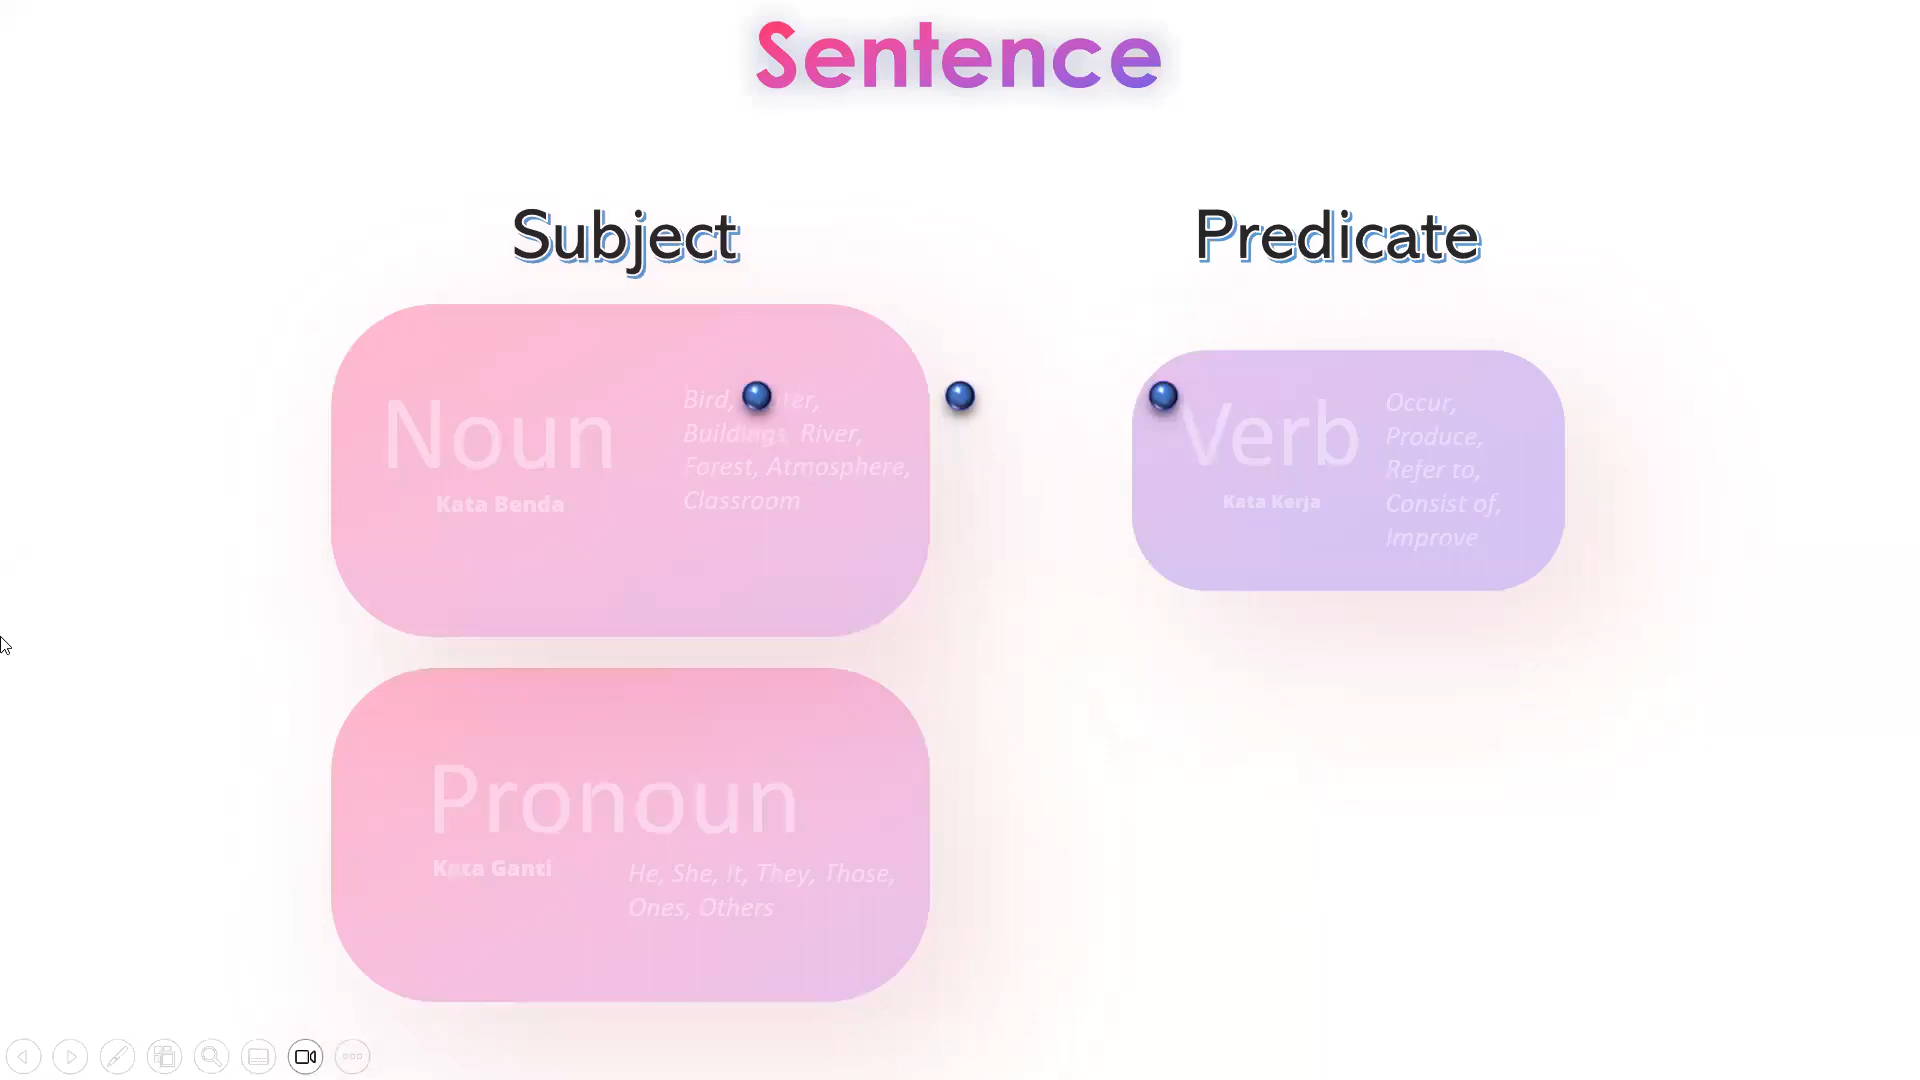 Sentence
Subject
Predicate
Noun
Kata Benda
Bird,
Buildings, River,
Forest, Atmosphere,
Classroom
Verb
Kata Kerja
Occur,
Produce,
Refer to,
Consist of,
Improve
Pronoun
Kata Ganti
He, She, It, They, Those,
Ones, Others